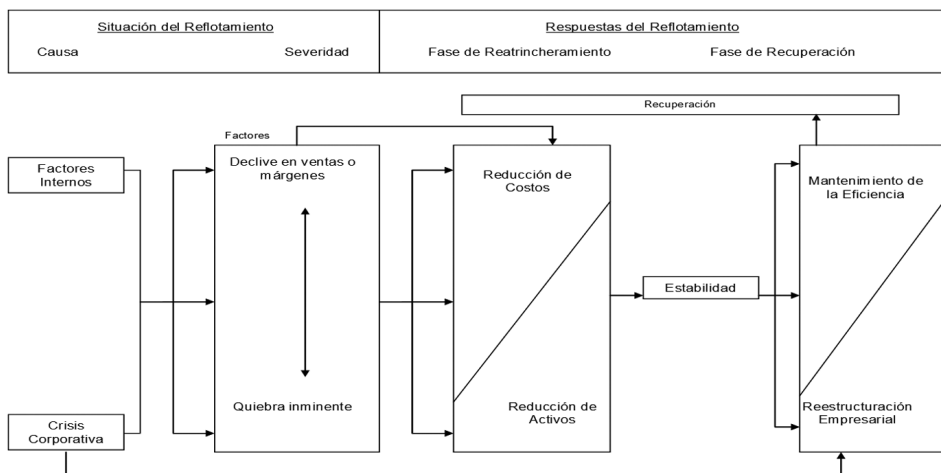 Situación del Reflotamiento
Respuestas del Reflotamiento
Causa
Severidad
Fase de Reatrincheramiento
Fase de Recuperación
Recuperación
Factores
Factores
Internos
Declive en ventas o
márgenes
Reducción de
Costos
Mantenimiento de
la Eficiencia
Estabilidad
Crisis
Corporativa
Quiebra inminente
Reducción de
Activos
Reestructuración
Empresarial